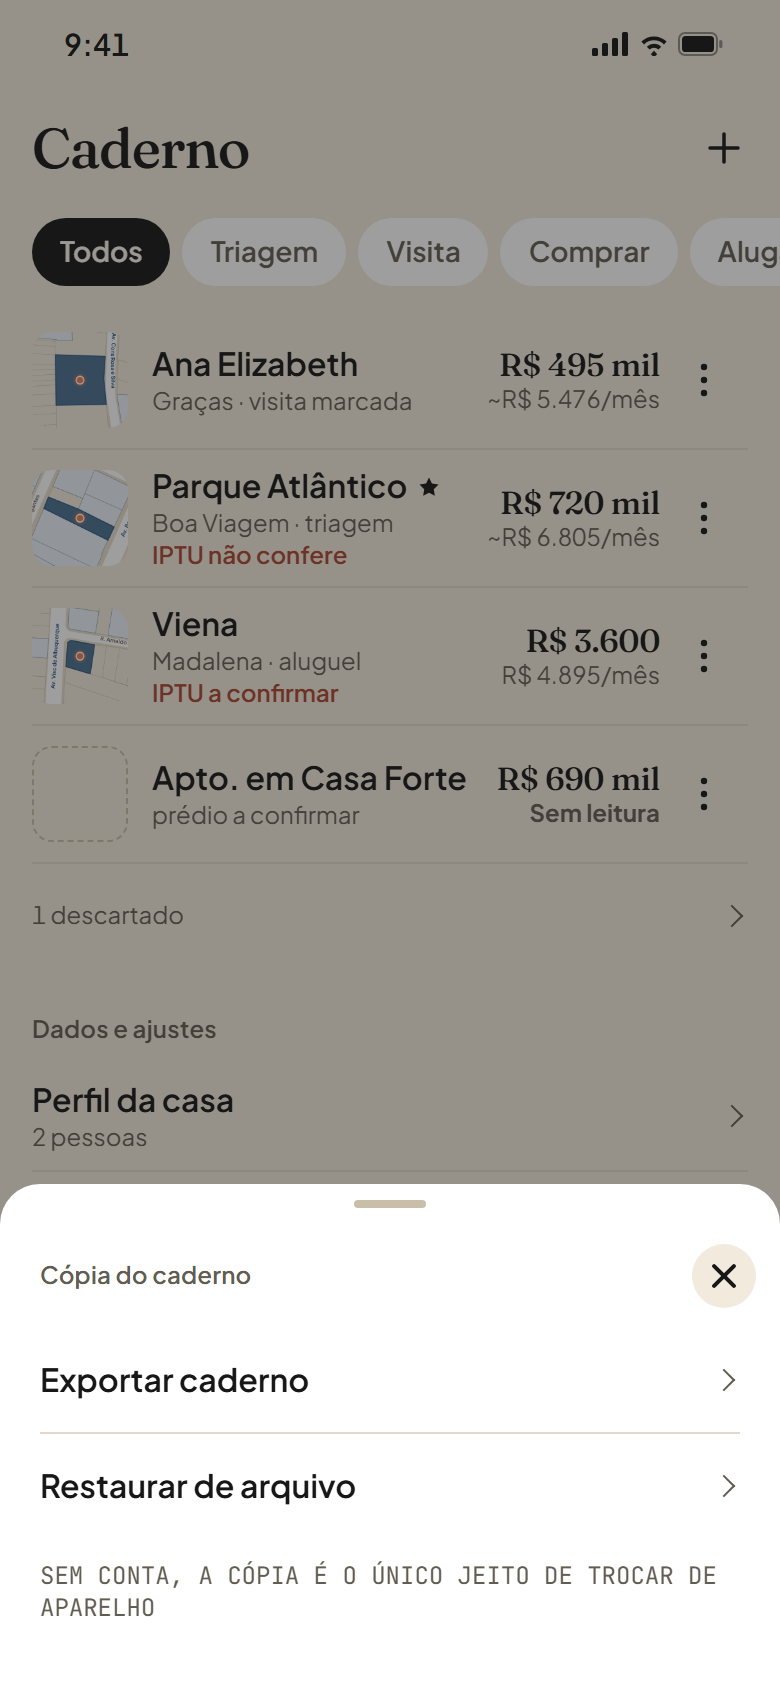 9:41
Caderno
Todos
Triagem
Visita
Comprar
Alug
Ana Elizabeth
R$ 495 mil
Graças · visita marcada
~R$ 5.476/mês
Parque Atlântico ★
R$ 720 mil
Boa Viagem · triagem
~R$ 6.805/mês
IPTU não confere
Viena
R$ 3.600
Madalena · aluguel
R$ 4.895/mês
IPTU a confirmar
Apto. em Casa Forte
R$ 690 mil
prédio a confirmar
Sem leitura
1 descartado
Dados e ajustes
Perfil da casa
2 pessoas
Cópia do caderno
Exportar caderno
Restaurar de arquivo
SEM CONTA, A CÓPIA É O ÚNICO JEITO DE TROCAR DE
APARELHO